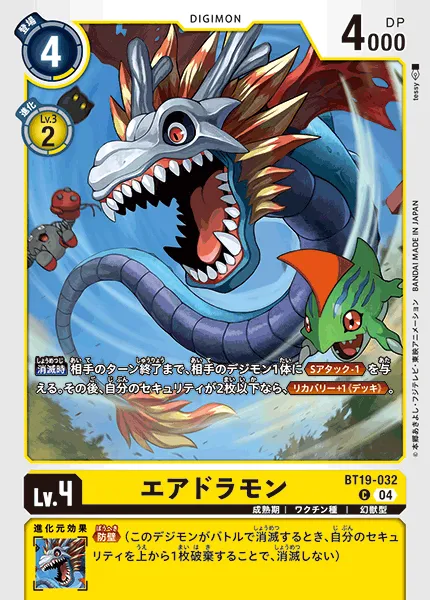 DIGIMON
登場
4
DP
4000
進化
Lv.3
2
tessy
©本郷あきよし・フジテレビ・東映アニメーション BANDAI MADE IN JAPAN
消滅時 相手のターン終了まで、相手のデジモン1体にSアタック-1を与
える。その後、自分のセキュリティが2枚以下なら、リカバリー+1《デッキ》。
Lv.4
エアドラモン
BT19-032
C 04
成熟期 | ワクチン種 | 幻獣型
進化元効果
防壁 (このデジモンがバトルで消滅するとき、自分のセキュ
リティを上から1枚破棄することで、消滅しない)